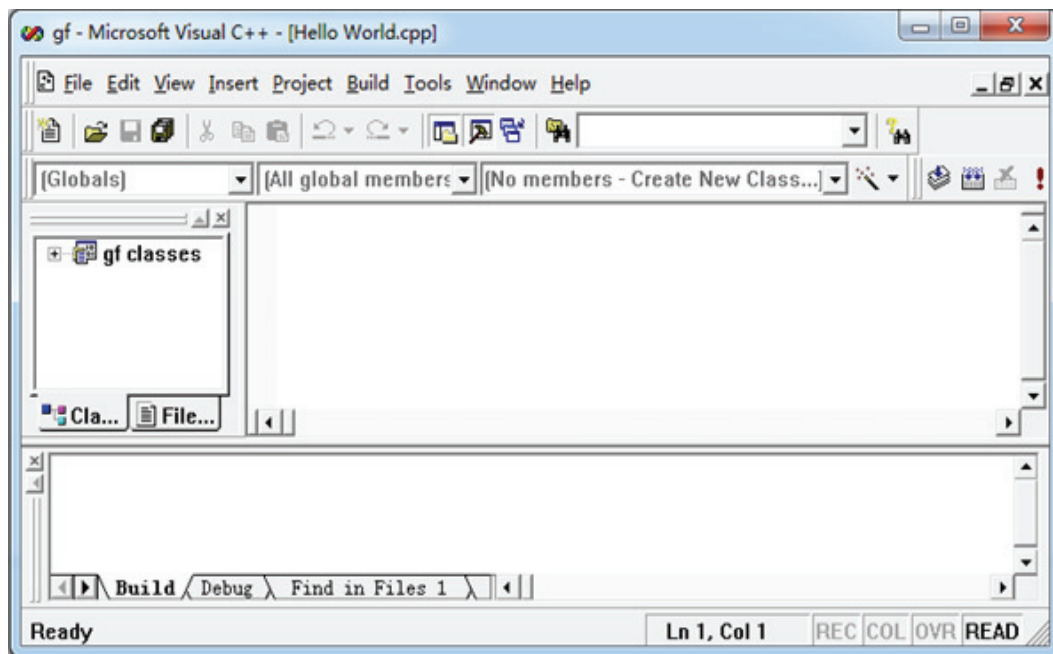 gf - Microsoft Visual C++ - [Hello World.cpp]
File Edit View Insert Project Build Tools Window Help
(Globals) (All global members (No members - Create New Class...)
gf classes
Cla... File...
Build Debug Find in Files 1
Ready Ln 1, Col 1 REC COL OVR READ